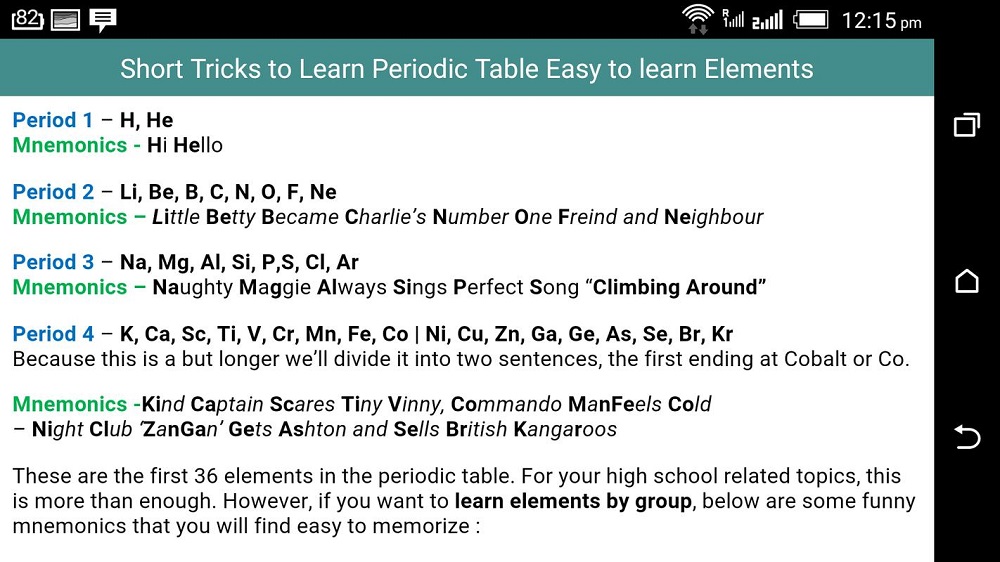 82
R
2
12:15 pm
Short Tricks to Learn Periodic Table Easy to learn Elements
Period 1 – H, He
Mnemonics - Hi Hello
Period 2 – Li, Be, B, C, N, O, F, Ne
Mnemonics – Little Betty Became Charlie’s Number One Freind and Neighbour
Period 3 – Na, Mg, Al, Si, P,S, Cl, Ar
Mnemonics – Naughty Maggie Always Sings Perfect Song “Climbing Around”
Period 4 – K, Ca, Sc, Ti, V, Cr, Mn, Fe, Co | Ni, Cu, Zn, Ga, Ge, As, Se, Br, Kr
Because this is a but longer we’ll divide it into two sentences, the first ending at Cobalt or Co.
Mnemonics -Kind Captain Scares Tiny Vinny, Commando ManFeels Cold
– Night Club ‘ZanGan’ Gets Ashton and Sells British Kangaroos
These are the first 36 elements in the periodic table. For your high school related topics, this
is more than enough. However, if you want to learn elements by group, below are some funny
mnemonics that you will find easy to memorize :